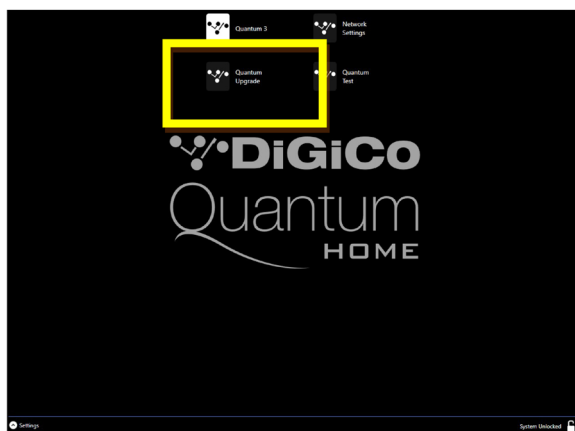 Quantum 3
Network
Settings
Quantum
Upgrade
Quantum
Test
DiGiCo
Quantum
HOME
Settings
System Unlocked